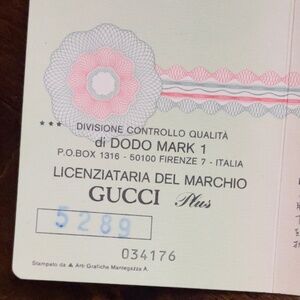 *** DIVISIONE CONTROLLO QUALITÀ
di DODO MARK 1
P.O.BOX 1316 - 50100 FIRENZE 7 - ITALIA
LICENZIATARIA DEL MARCHIO
GUCCI Plus
5289
034176
Stampato da Arti Grafiche Mantegazza A.